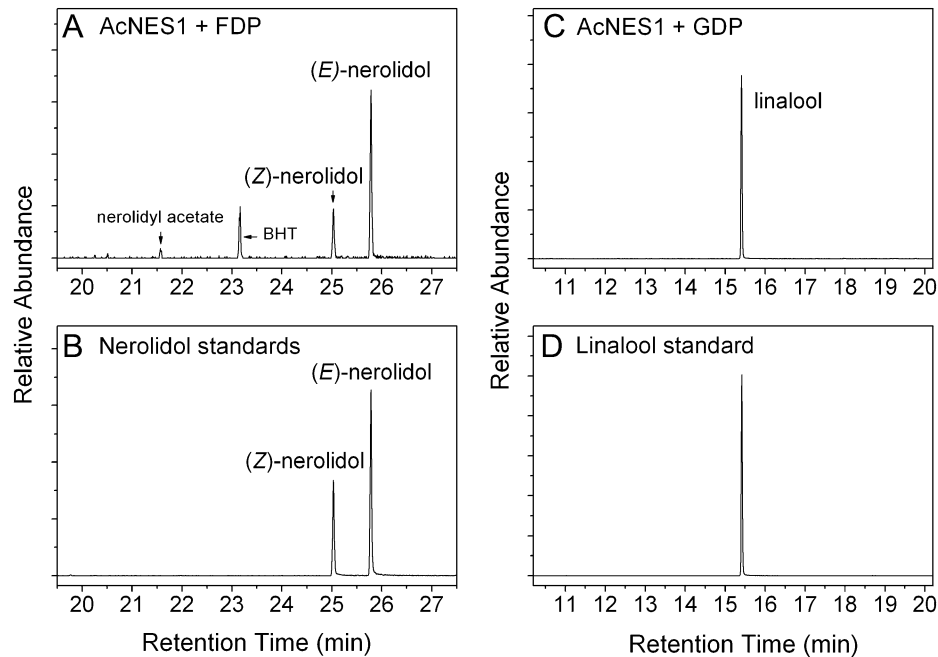 A AcNES1 + FDP
(E)-nerolidol
(Z)-nerolidol
nerolidyl acetate
BHT
20 21 22 23 24 25 26 27
Relative Abundance
B Nerolidol standards
(E)-nerolidol
(Z)-nerolidol
20 21 22 23 24 25 26 27
Retention Time (min)
C AcNES1 + GDP
linalool
11 12 13 14 15 16 17 18 19 20
Relative Abundance
D Linalool standard
11 12 13 14 15 16 17 18 19 20
Retention Time (min)